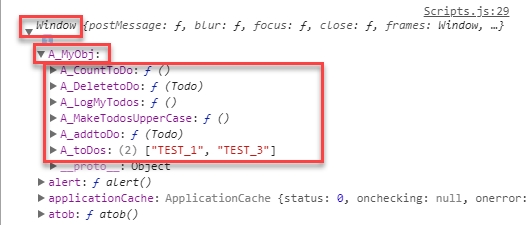 Scripts.js:29
Window {postMessage: ƒ, blur: ƒ, focus: ƒ, close: ƒ, frames: Window, …}
A_MyObj:
A_CountToDo: ƒ ()
A_DeletetoDo: ƒ (Todo)
A_LogMyTodos: ƒ ()
A_MakeTodosUpperCase: ƒ ()
A_addtoDo: ƒ (Todo)
A_toDos: (2) ["TEST_1", "TEST_3"]
__proto__: Object
alert: ƒ alert()
applicationCache: ApplicationCache {status: 0, onchecking: null, onerror:
atob: ƒ atob()